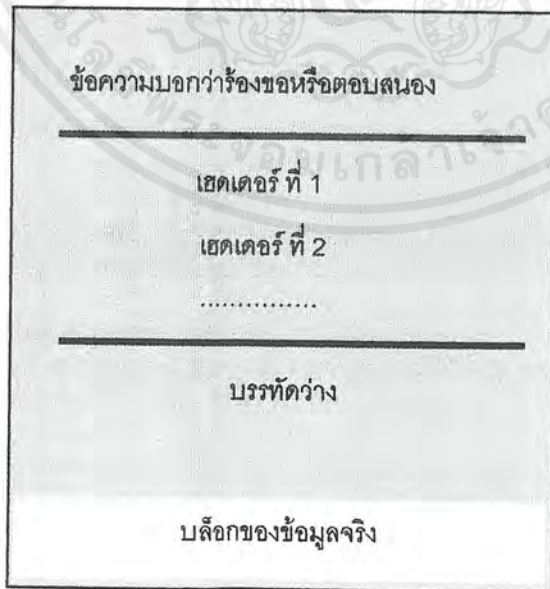 ข้อความบอกว่าร้องขอหรือตอบสนอง
เฮดเดอร์ ที่ 1
เฮดเดอร์ ที่ 2
...............
บรรทัดว่าง
บล็อกของข้อมูลจริง